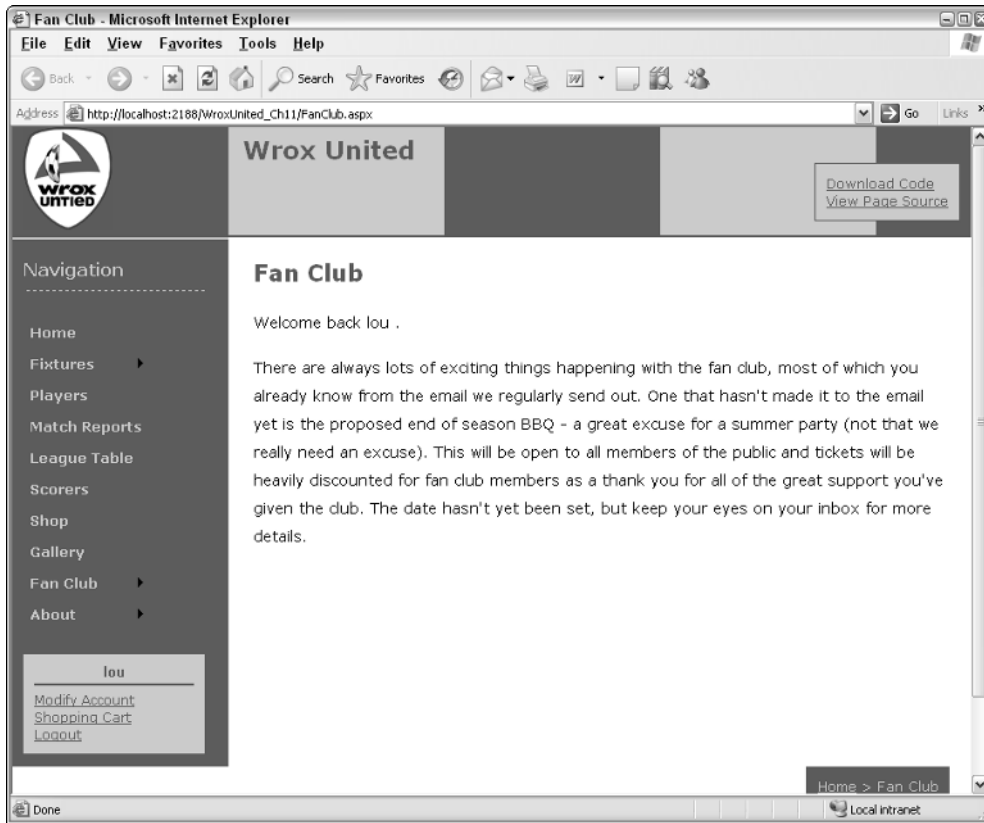 Fan Club - Microsoft Internet Explorer
File Edit View Favorites Tools Help
Back Search Favorites W
Address http://localhost:2188/WroxUnited_Ch11/FanClub.aspx Go Links »
wrox
UNTIED
Wrox United
Download Code
View Page Source
Navigation
Home
Fixtures
Players
Match Reports
League Table
Scorers
Shop
Gallery
Fan Club
About
lou
Modify Account
Shopping Cart
Logout
Fan Club
Welcome back lou .
There are always lots of exciting things happening with the fan club, most of which you
already know from the email we regularly send out. One that hasn't made it to the email
yet is the proposed end of season BBQ - a great excuse for a summer party (not that we
really need an excuse). This will be open to all members of the public and tickets will be
heavily discounted for fan club members as a thank you for all of the great support you've
given the club. The date hasn't yet been set, but keep your eyes on your inbox for more
details.
Home > Fan Club
Done Local intranet